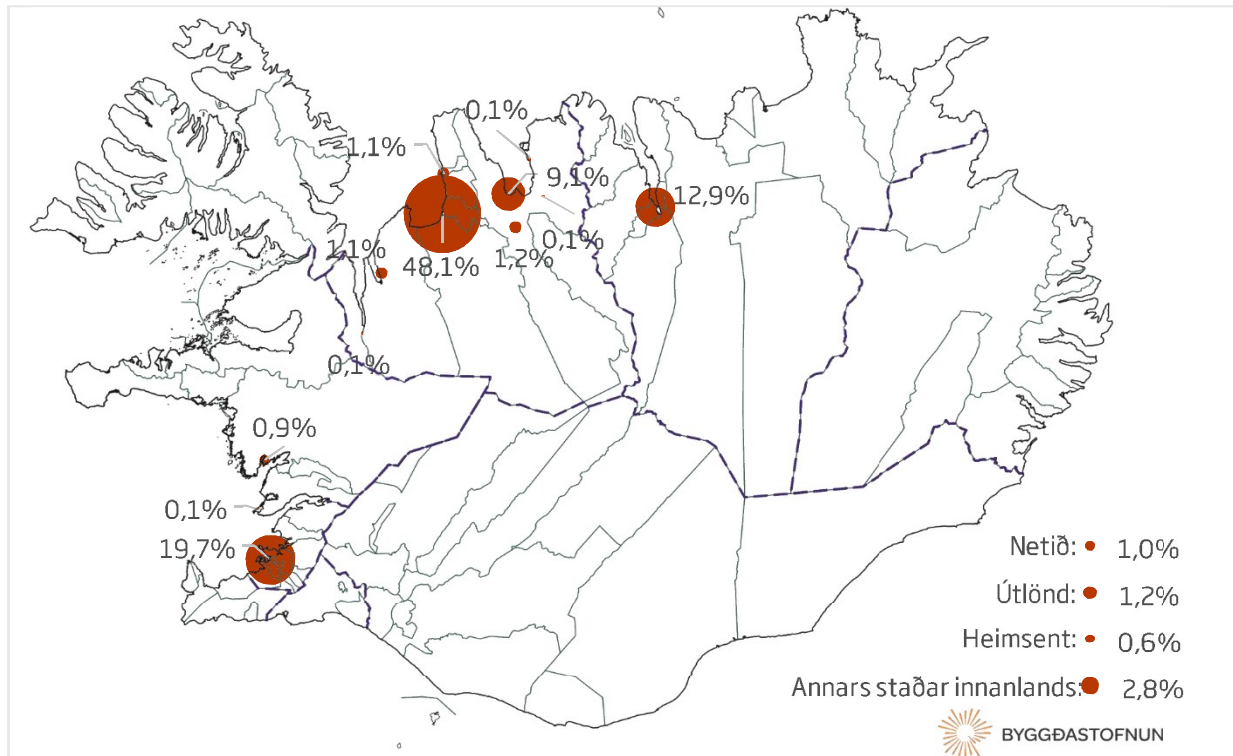 0,1%
1,1%
9,1%
12,9%
0,1%
1,1%
48,1%
1,2%
0,1%
0,9%
0,1%
19,7%
Netið: 1,0%
Útlönd: 1,2%
Heimsent: 0,6%
Annars staðar innanlands: 2,8%
BYGGÐASTOFNUN